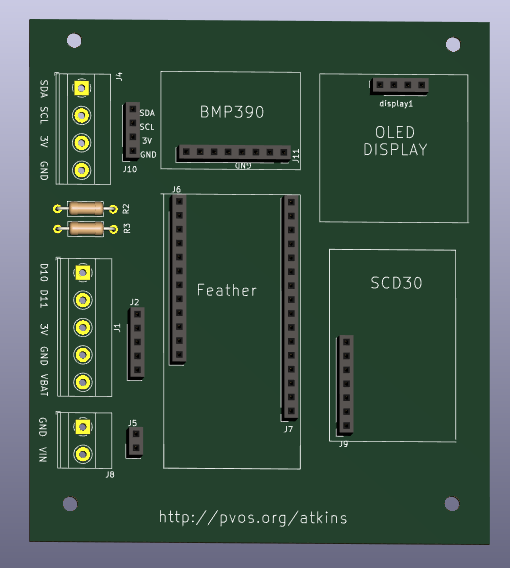 J4
SDA SCL 3V GND
SDA
SCL
3V
GND
J10
BMP390
GND
J11
display1
OLED
DISPLAY
R2
R3
J6
Feather
J7
SCD30
J9
D10 D11 3V GND VBAT
J1
J2
GND VIN
J5
J8
http://pvos.org/atkins